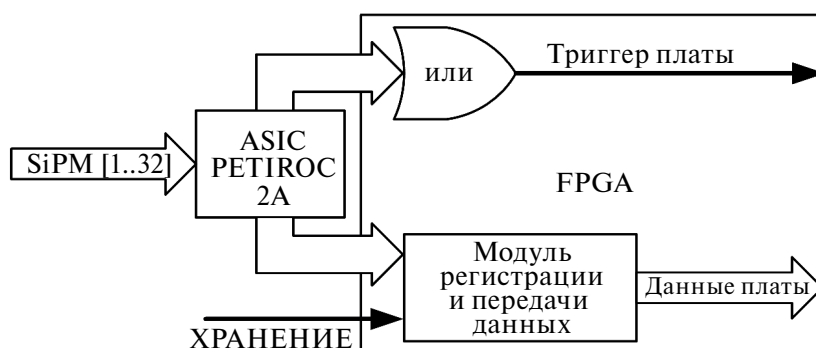 или
Триггер платы
ASIC
PETIROC
2A
SiPM [1..32]
FPGA
Модуль
регистрации
и передачи
данных
Данные платы
ХРАНЕНИЕ